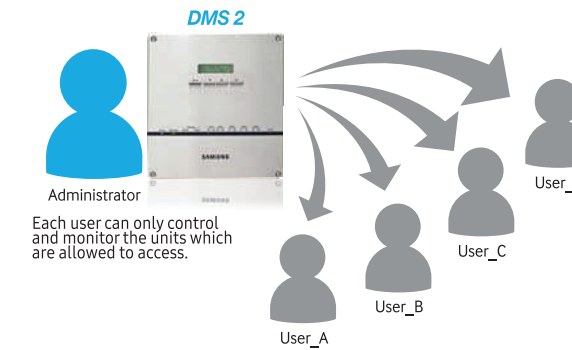 DMS 2
SAMSUNG
Administrator
Each user can only control
and monitor the units which
are allowed to access.
User_
User_C
User_B
User_A